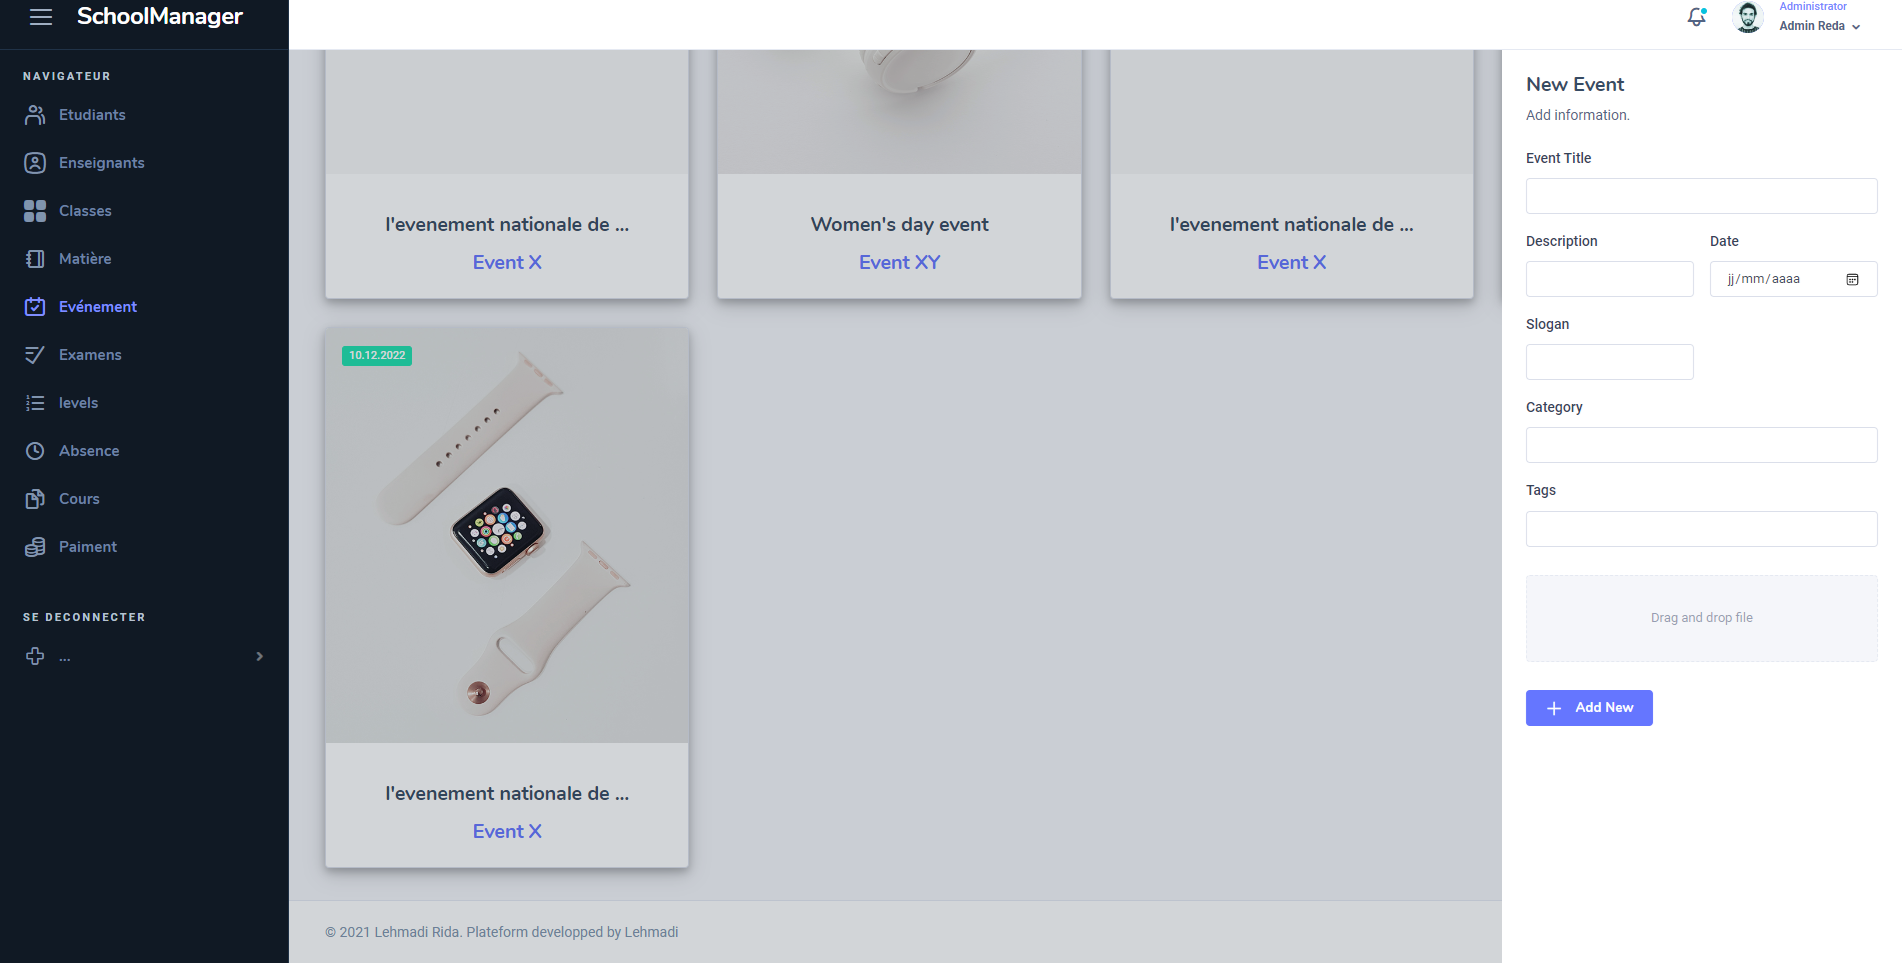 SchoolManager
Administrator
Admin Reda
NAVIGATEUR
Etudiants
Enseignants
Classes
Matière
Evénement
Examens
levels
Absence
Cours
Paiment
SE DECONNECTER
...
l'evenement nationale de ...
Event X
Women's day event
Event XY
l'evenement nationale de ...
Event X
10.12.2022
l'evenement nationale de ...
Event X
© 2021 Lehmadi Rida. Plateform developped by Lehmadi
New Event
Add information.
Event Title
Description Date
jj/mm/aaaa
Slogan
Category
Tags
Drag and drop file
Add New